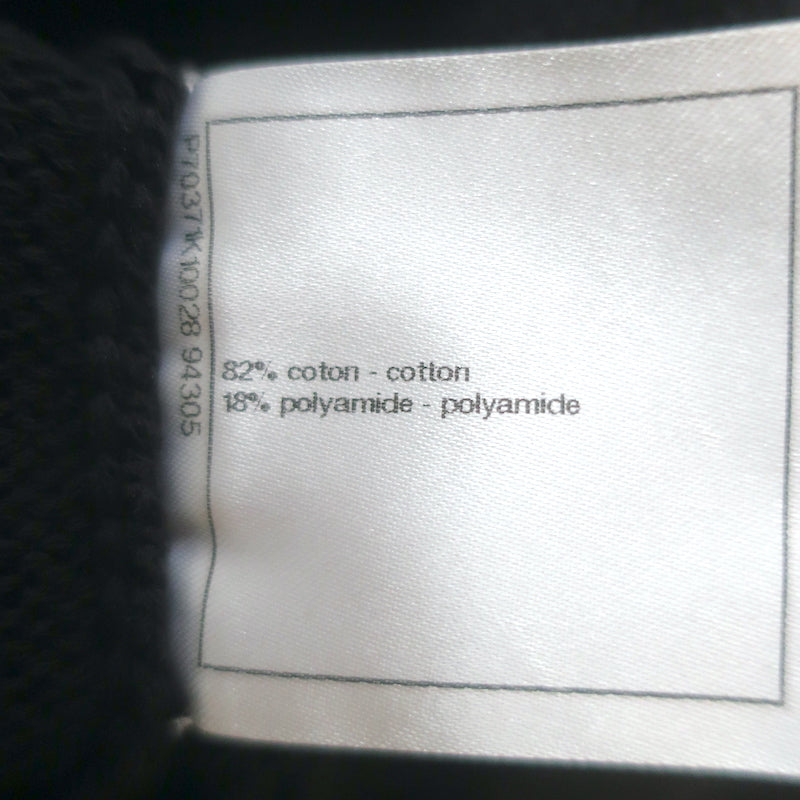 P70371K10028 94305
82% coton - cotton
18% polyamide - polyamide